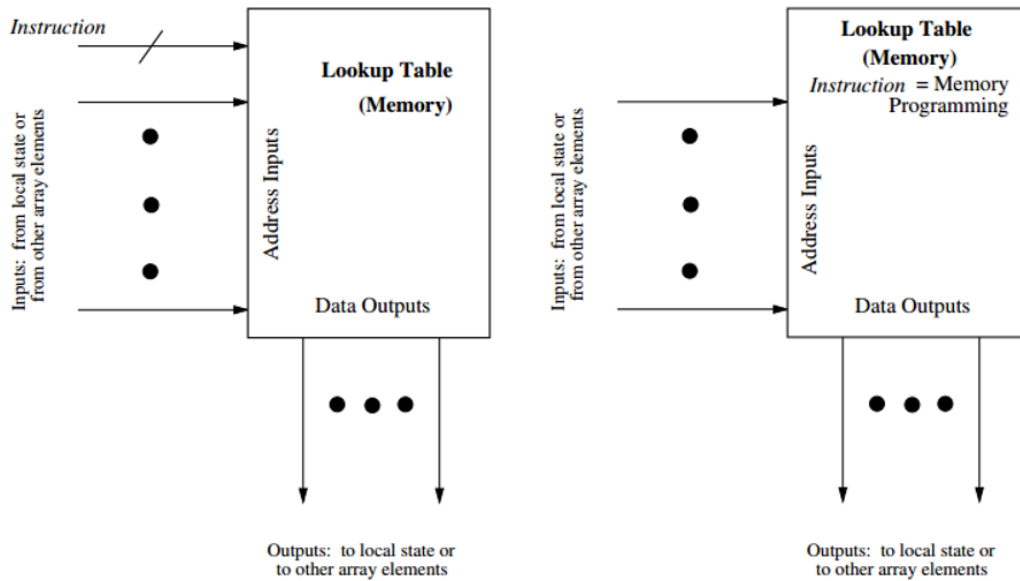 Instruction
Lookup Table
(Memory)
Inputs: from local state or
from other array elements
Address Inputs
Data Outputs
Outputs: to local state or
to other array elements
Lookup Table
(Memory)
Instruction = Memory
Programming
Inputs: from local state or
from other array elements
Address Inputs
Data Outputs
Outputs: to local state or
to other array elements